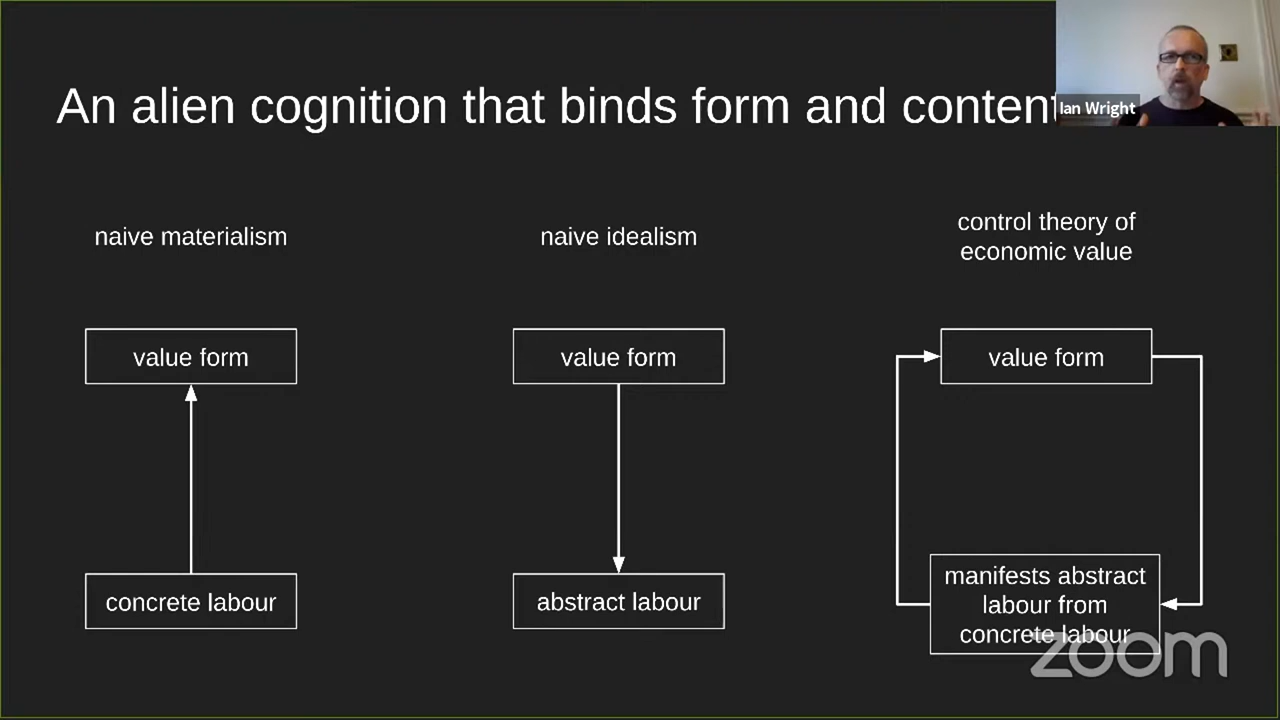 An alien cognition that binds form and content
Ian Wright
naive materialism
naive idealism
control theory of
economic value
value form
value form
value form
concrete labour
abstract labour
manifests abstract
labour from
concrete labour
zoom